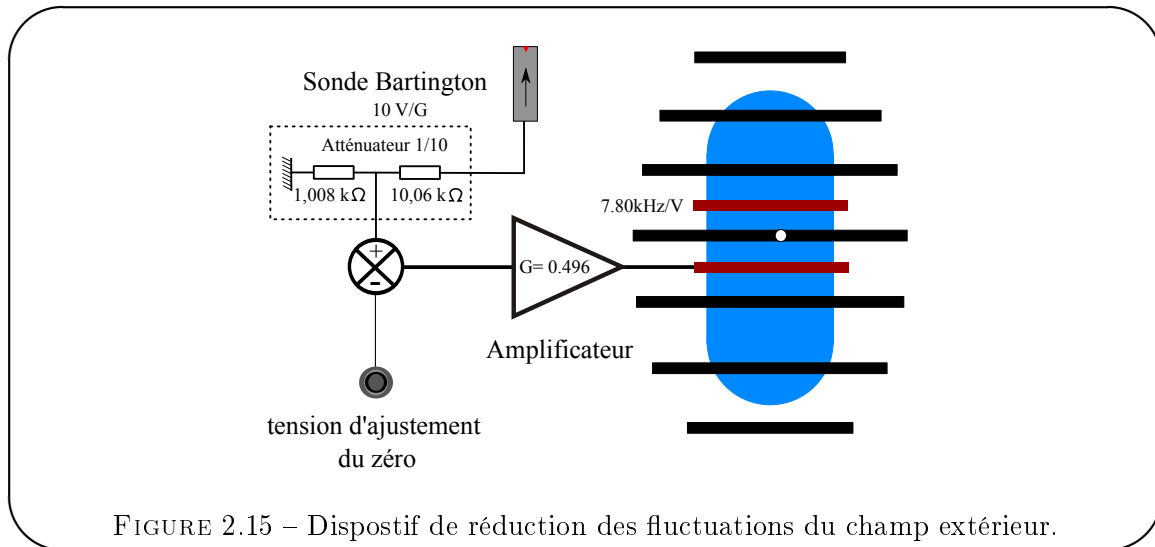 Sonde Bartington
10 V/G
Atténuateur 1/10
1,008 kΩ
10,06 kΩ
7.80kHz/V
+
-
G= 0.496
Amplificateur
tension d'ajustement
du zéro
FIGURE 2.15 – Dispostif de réduction des fluctuations du champ extérieur.